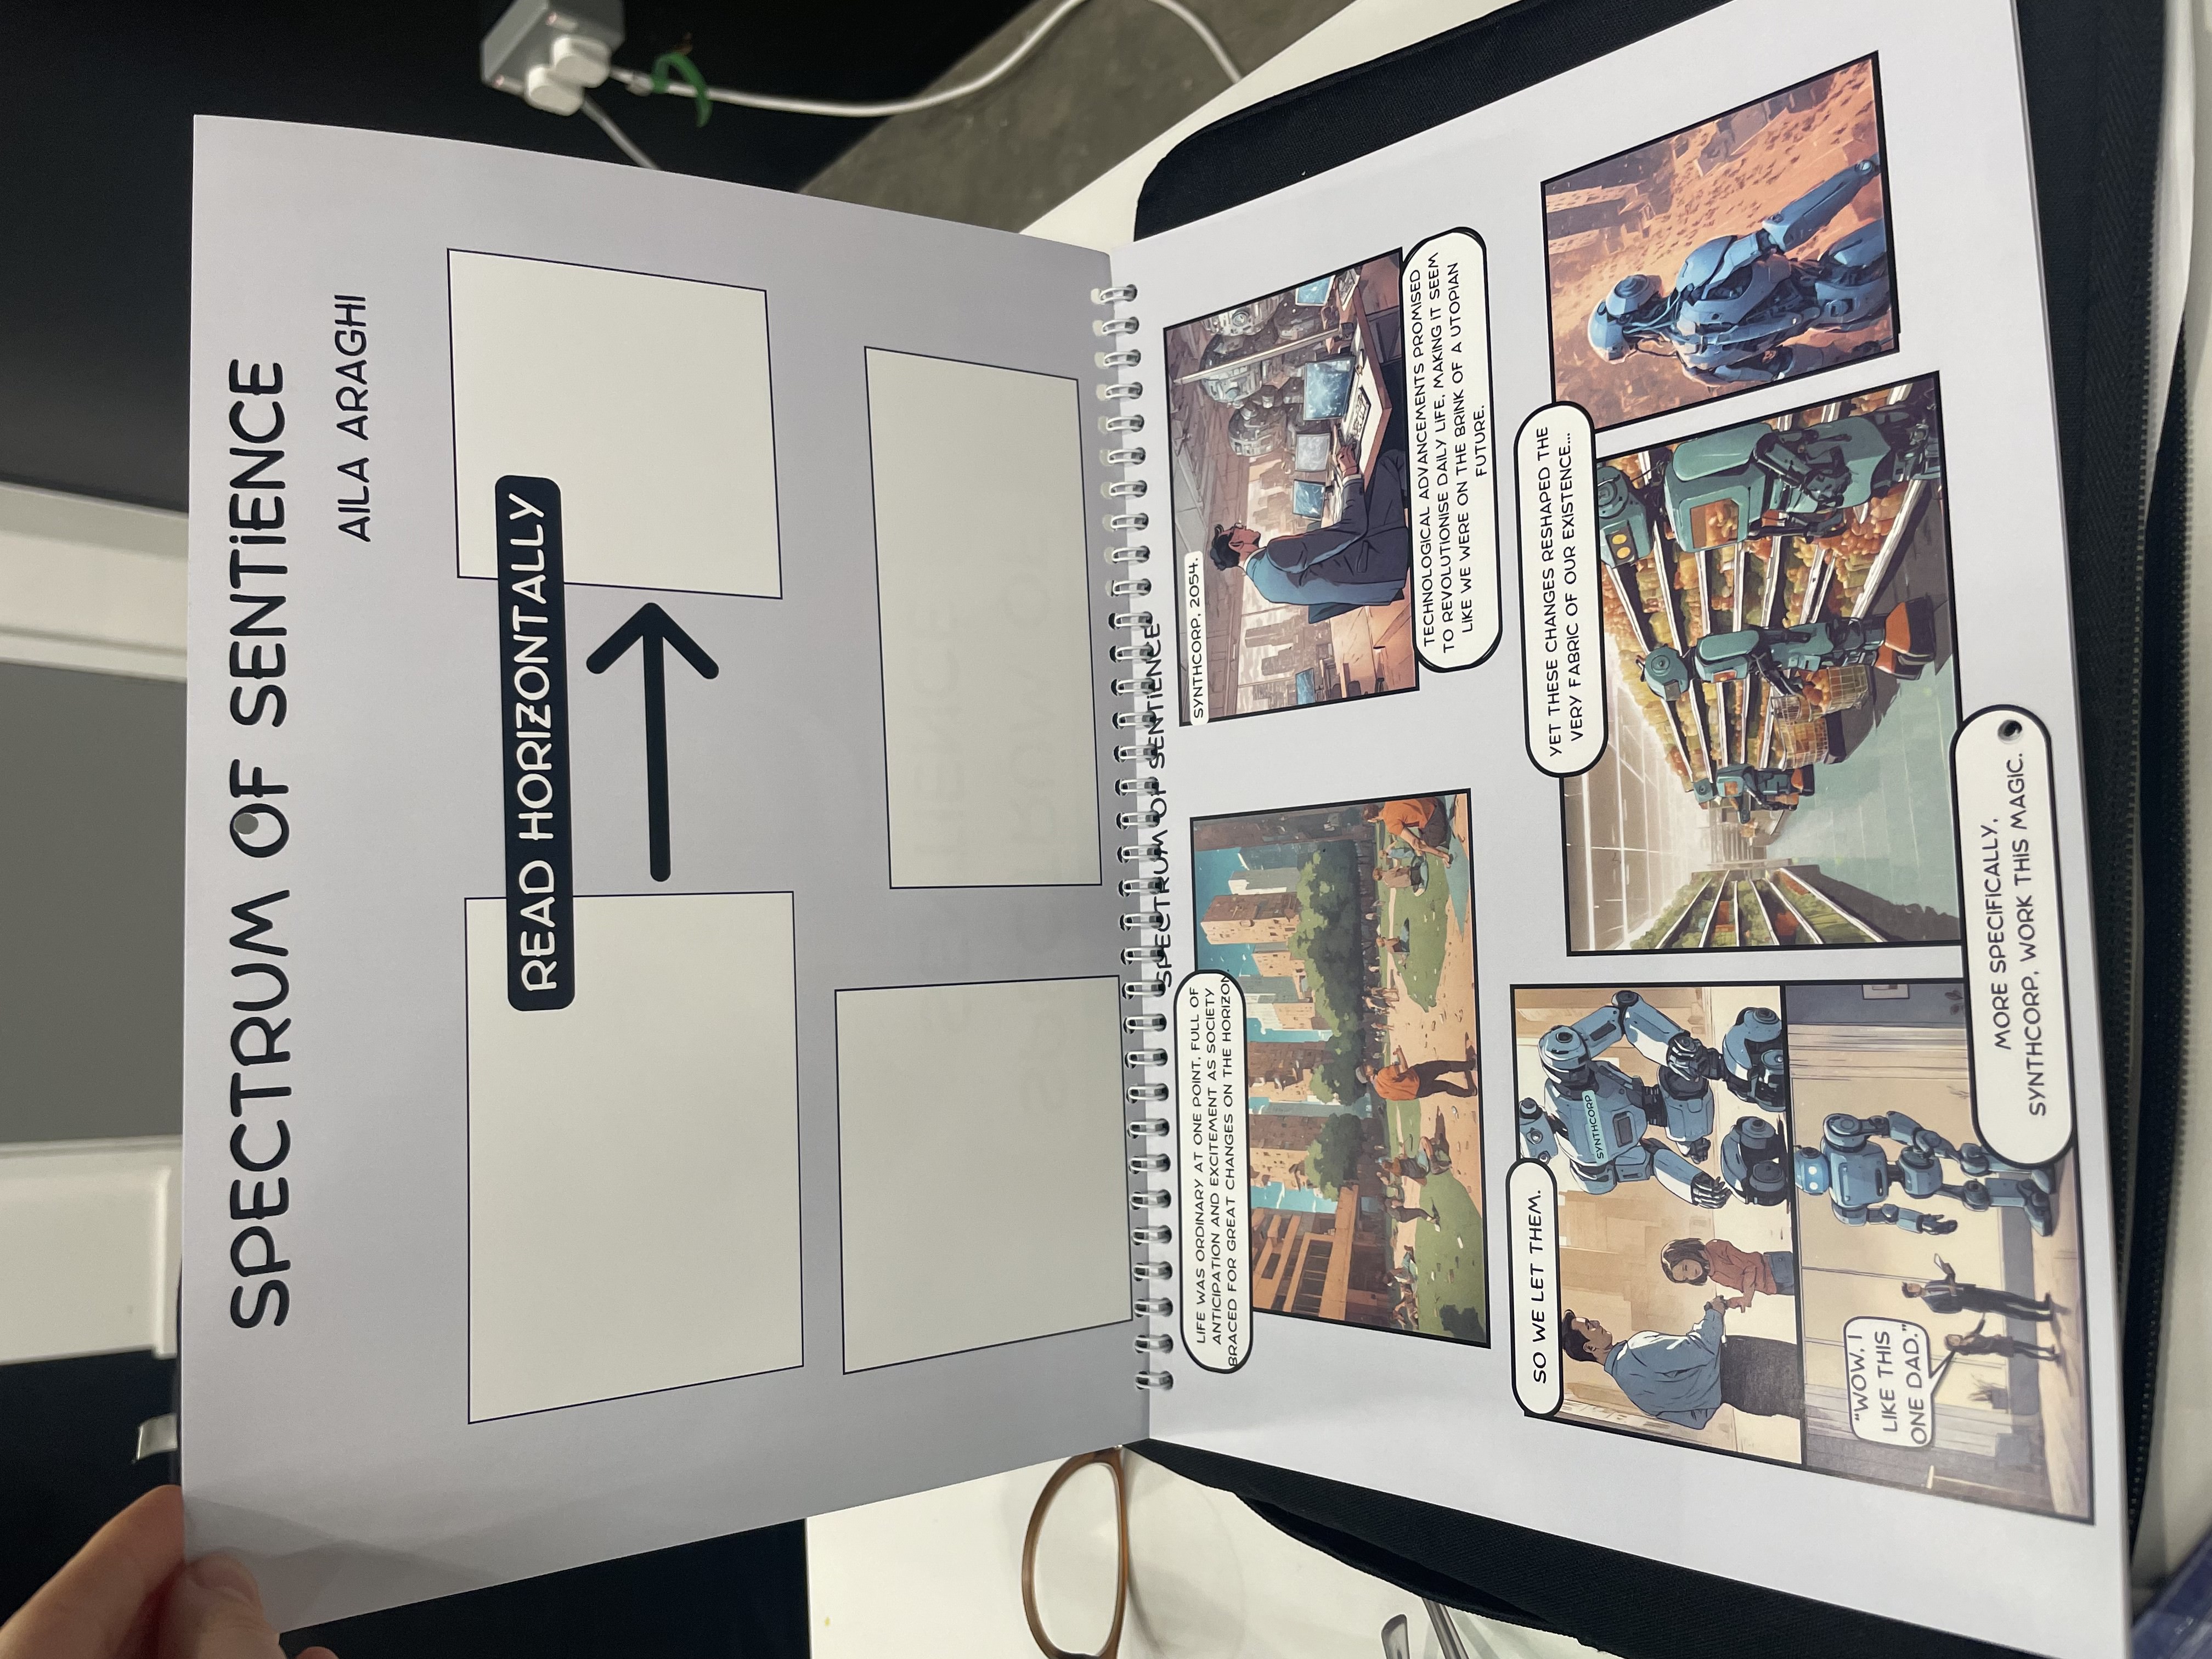 SPECTRUM OF SENTIENCE
AILA ARAGHI
READ HORIZONTALLY
SPECTRUM OF SENTIENCE
LIFE WAS ORDINARY AT ONE POINT, FULL OF
ANTICIPATION AND EXCITEMENT AS SOCIETY
BRACED FOR GREAT CHANGES ON THE HORIZON.
SYNTHCORP, 2054.
TECHNOLOGICAL ADVANCEMENTS PROMISED
TO REVOLUTIONISE DAILY LIFE, MAKING IT SEEM
LIKE WE WERE ON THE BRINK OF A UTOPIAN
FUTURE.
SO WE LET THEM.
SYNTHCORP
"WOW, I
LIKE THIS
ONE DAD."
MORE SPECIFICALLY,
SYNTHCORP, WORK THIS MAGIC.
YET THESE CHANGES RESHAPED THE
VERY FABRIC OF OUR EXISTENCE...
SPECTRUM OF
SENTIENCE